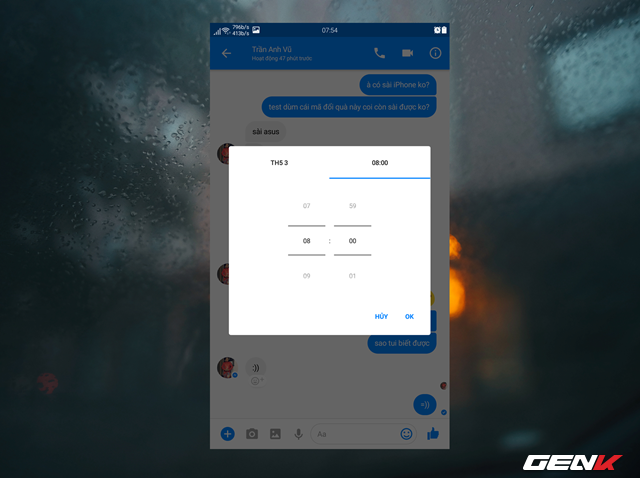 796b/s
413b/s
07:54
Trần Anh Vũ
Hoạt động 47 phút trước
à có sài iPhone ko?
test dùm cái mã đổi quà này coi còn sài được ko?
sài asus
TH5 3
08:00
07 59
08 : 00
09 01
HỦY OK
sao tui biết được
:))
=))
Aa
GENK